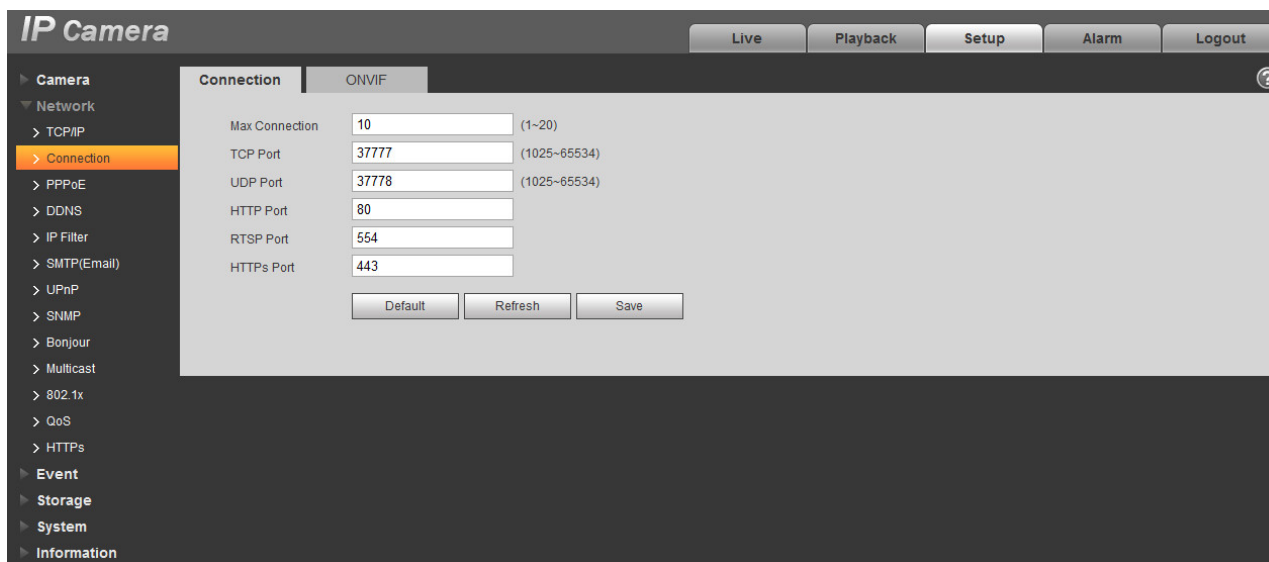 IP Camera
Live Playback Setup Alarm Logout
Camera
Network
TCP/IP
Connection
PPPoE
DDNS
IP Filter
SMTP(Email)
UPnP
SNMP
Bonjour
Multicast
802.1x
QoS
HTTPs
Event
Storage
System
Information
Connection ONVIF
?
Max Connection 10 (1~20)
TCP Port 37777 (1025~65534)
UDP Port 37778 (1025~65534)
HTTP Port 80
RTSP Port 554
HTTPs Port 443
Default Refresh Save